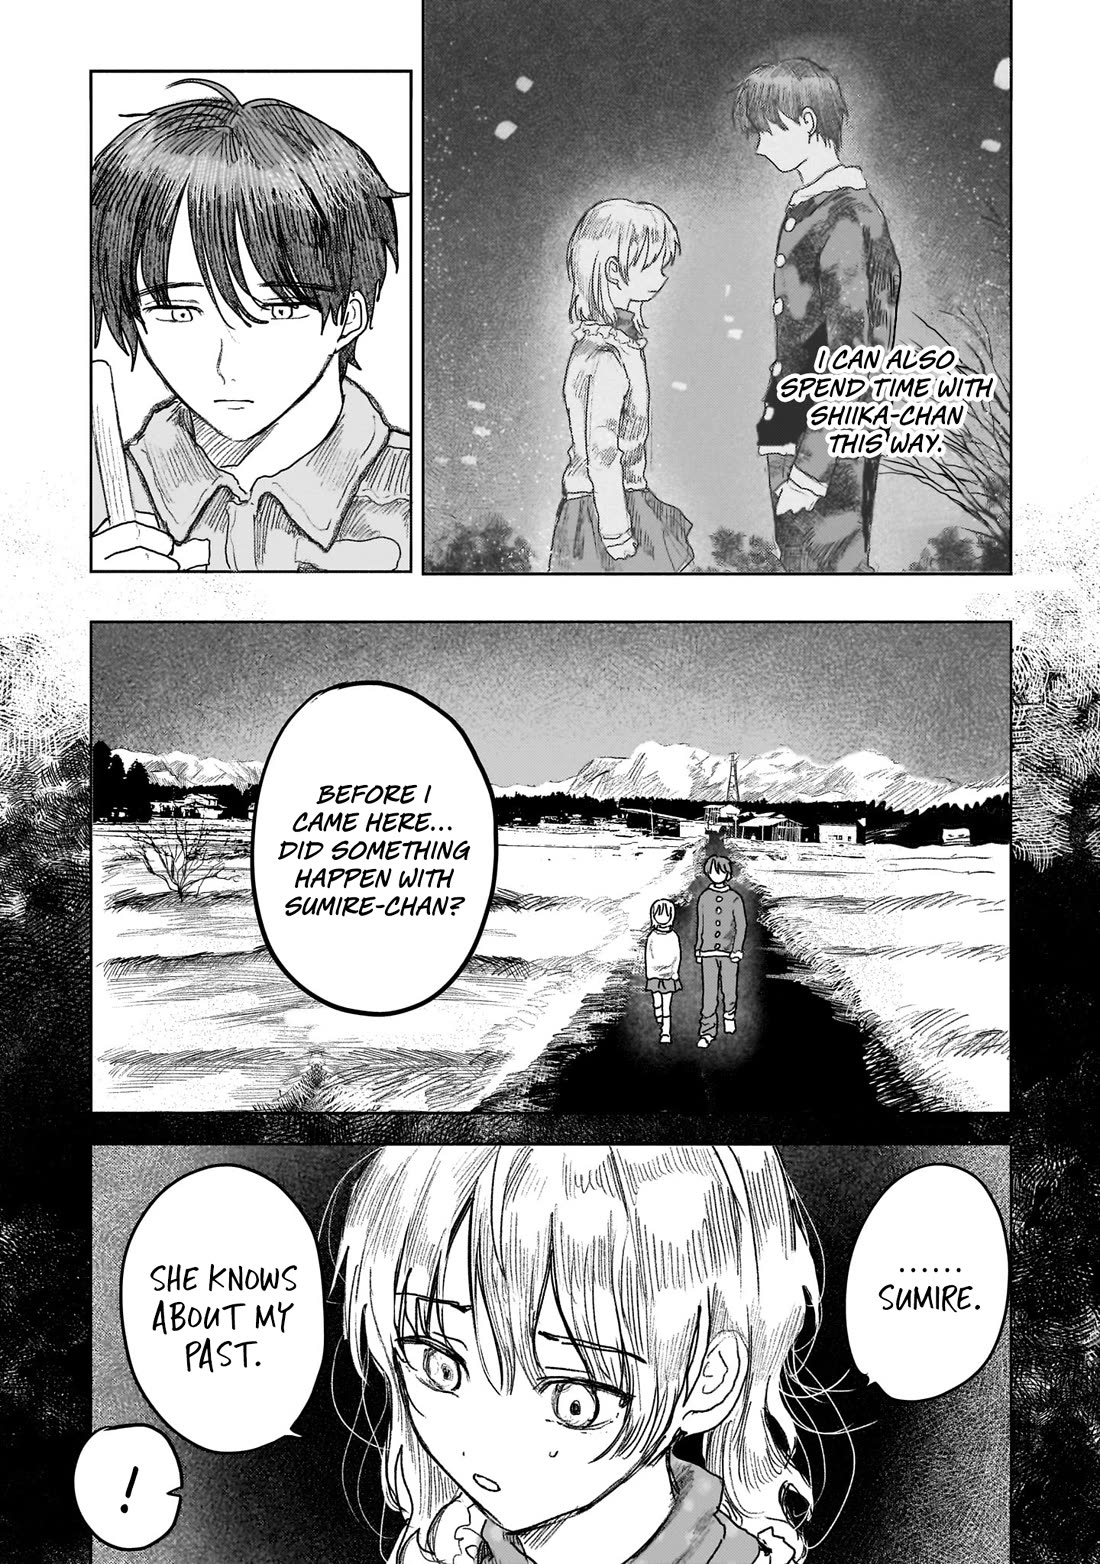 I CAN ALSO
SPEND TIME WITH
SHIIKA-CHAN
THIS WAY.
BEFORE I
CAME HERE...
DID SOMETHING
HAPPEN WITH
SUMIRE-CHAN?
......
SUMIRE.
SHE KNOWS
ABOUT MY
PAST.
!